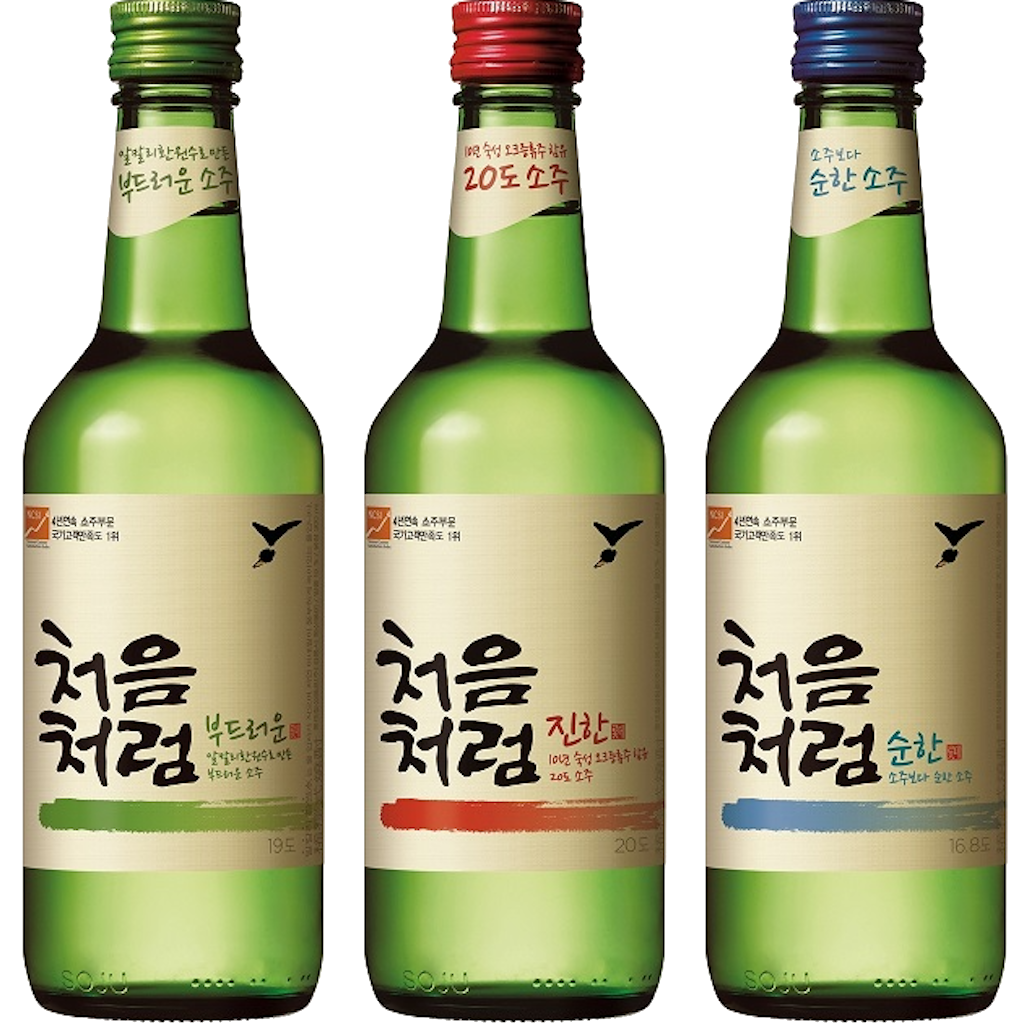 알칼리환원수로 만든
부드러운 소주
NCSI
4년연속 소주부문
국가고객만족도 1위
처음
처럼
부드러운
알칼리환원수로 만든
부드러운 소주
19도
SOJU
10년 숙성 오크증류주 함유
20도 소주
NCSI
4년연속 소주부문
국가고객만족도 1위
처음
처럼
진한
10년 숙성 오크증류주 함유
20도 소주
20도
SOJU
소주보다
순한 소주
NCSI
4년연속 소주부문
국가고객만족도 1위
처음
처럼
순한
소주보다 순한 소주
16.8도
SOJU